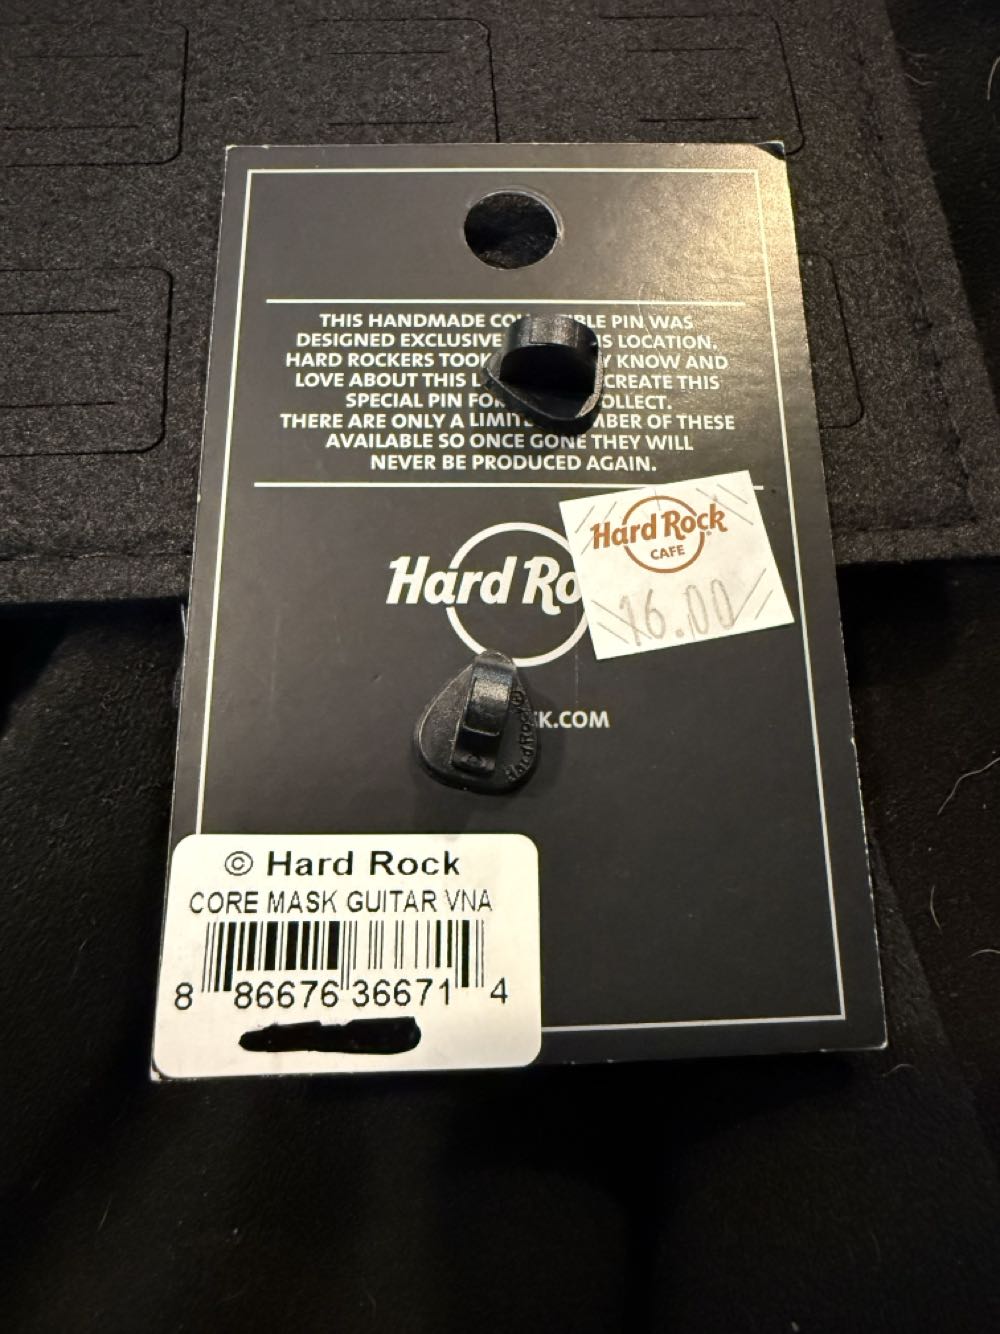 THIS HANDMADE CO BLE PIN WAS
DESIGNED EXCLUSIVE IS LOCATION.
HARD ROCKERS TOOK Y KNOW AND
LOVE ABOUT THIS L CREATE THIS
SPECIAL PIN FOR OLLECT.
THERE ARE ONLY A LIMITE MBER OF THESE
AVAILABLE SO ONCE GONE THEY WILL
NEVER BE PRODUCED AGAIN.
Hard Rock
CAFE
16.00
Hard Ro
K.COM
Hard Rock
© Hard Rock
CORE MASK GUITAR VNA
8 86676 36671 4